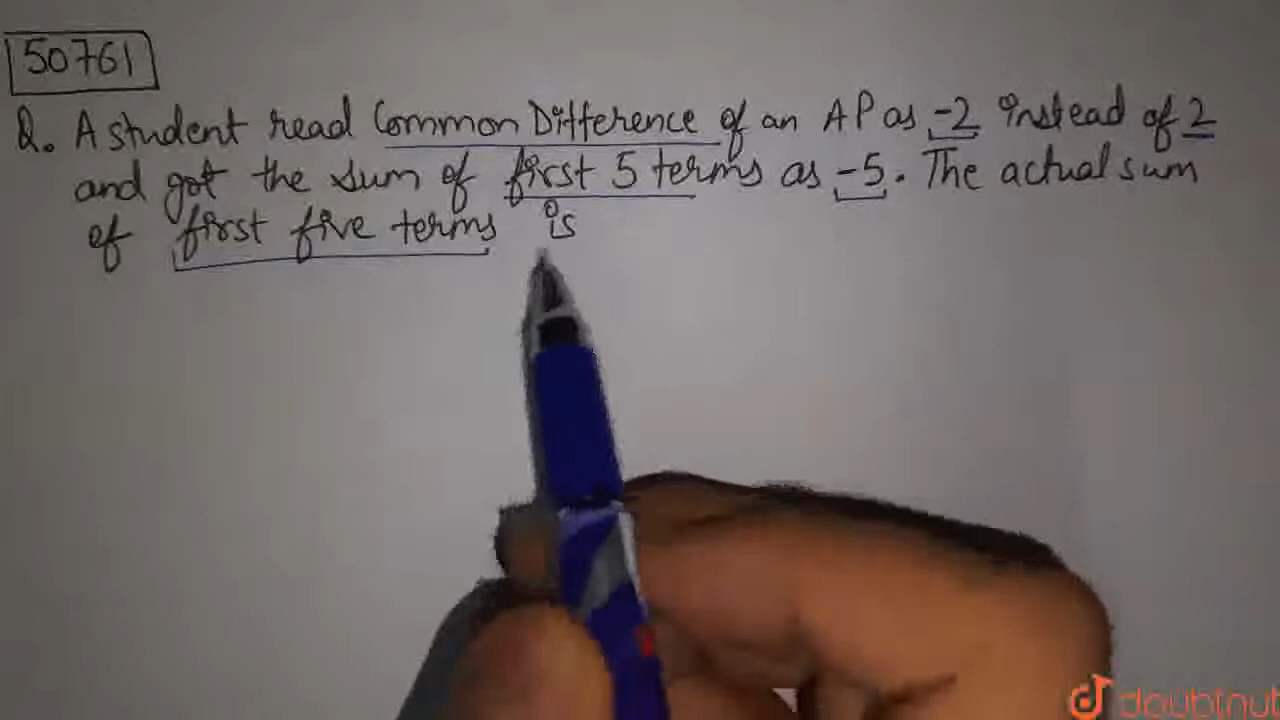 50761
Q. A student read Common Difference of an AP as -2 instead of 2
and got the sum of first 5 terms as -5. The actual sum
of first five terms is
doubtnut